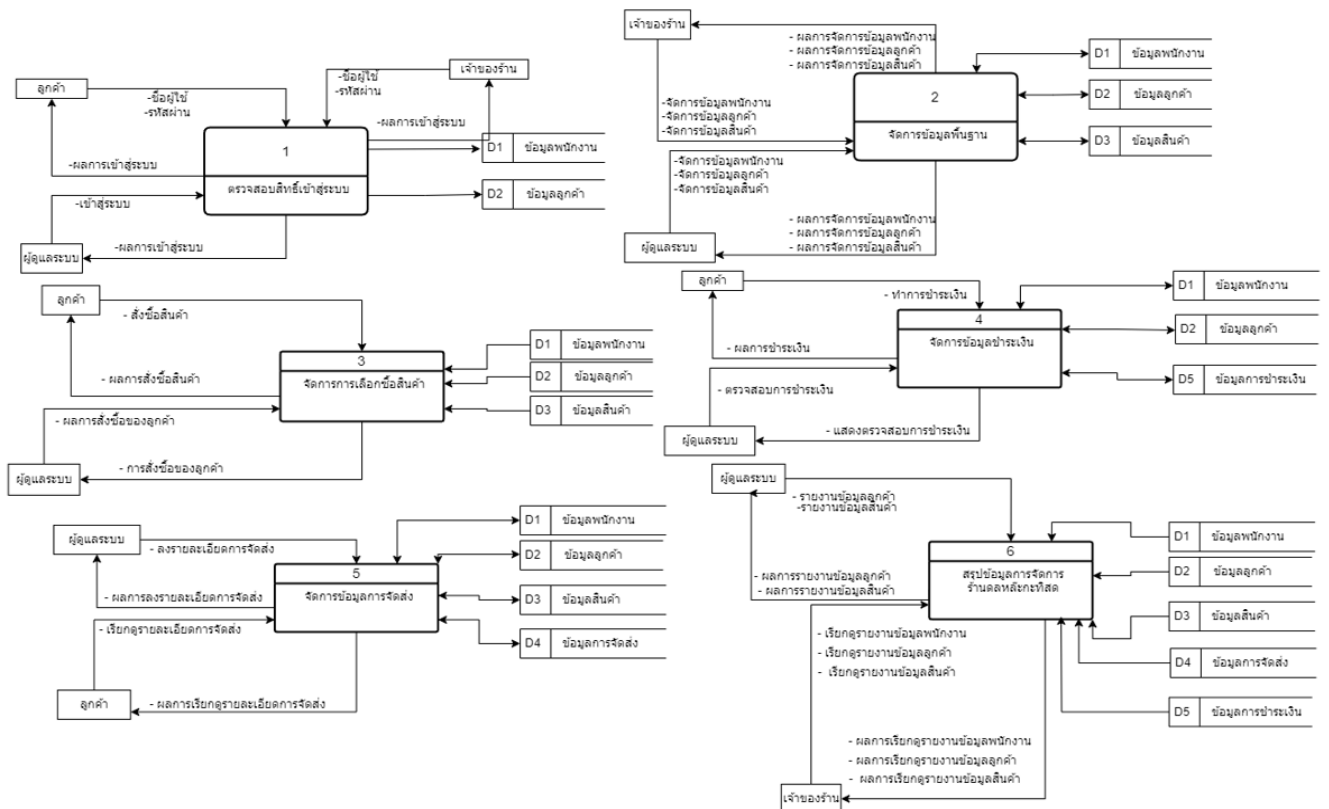 ลูกค้า
-ชื่อผู้ใช้
-รหัสผ่าน
-ชื่อผู้ใช้
-รหัสผ่าน
เจ้าของร้าน
-ผลการเข้าสู่ระบบ
1
ตรวจสอบสิทธิ์เข้าสู่ระบบ
D1 ข้อมูลพนักงาน
D2 ข้อมูลลูกค้า
-ผลการเข้าสู่ระบบ
-เข้าสู่ระบบ
-ผลการเข้าสู่ระบบ
ผู้ดูแลระบบ
เจ้าของร้าน
- ผลการจัดการข้อมูลพนักงาน
- ผลการจัดการข้อมูลลูกค้า
- ผลการจัดการข้อมูลสินค้า
-จัดการข้อมูลพนักงาน
-จัดการข้อมูลลูกค้า
-จัดการข้อมูลสินค้า
2
จัดการข้อมูลพื้นฐาน
D1 ข้อมูลพนักงาน
D2 ข้อมูลลูกค้า
D3 ข้อมูลสินค้า
-จัดการข้อมูลพนักงาน
-จัดการข้อมูลลูกค้า
-จัดการข้อมูลสินค้า
- ผลการจัดการข้อมูลพนักงาน
- ผลการจัดการข้อมูลลูกค้า
- ผลการจัดการข้อมูลสินค้า
ผู้ดูแลระบบ
ลูกค้า
- สั่งซื้อสินค้า
3
จัดการการเลือกซื้อสินค้า
D1 ข้อมูลพนักงาน
D2 ข้อมูลลูกค้า
D3 ข้อมูลสินค้า
- ผลการสั่งซื้อสินค้า
- ผลการสั่งซื้อของลูกค้า
- การสั่งซื้อของลูกค้า
ผู้ดูแลระบบ
ลูกค้า
- ทำการชำระเงิน
4
จัดการข้อมูลชำระเงิน
D1 ข้อมูลพนักงาน
D2 ข้อมูลลูกค้า
D5 ข้อมูลการชำระเงิน
- ผลการชำระเงิน
- ตรวจสอบการชำระเงิน
- แสดงตรวจสอบการชำระเงิน
ผู้ดูแลระบบ
ผู้ดูแลระบบ
- ลงรายละเอียดการจัดส่ง
5
จัดการข้อมูลการจัดส่ง
D1 ข้อมูลพนักงาน
D2 ข้อมูลลูกค้า
D3 ข้อมูลสินค้า
D4 ข้อมูลการจัดส่ง
- ผลการลงรายละเอียดการจัดส่ง
- เรียกดูรายละเอียดการจัดส่ง
ลูกค้า
- ผลการเรียกดูรายละเอียดการจัดส่ง
ผู้ดูแลระบบ
- รายงานข้อมูลลูกค้า
-รายงานข้อมูลสินค้า
6
สรุปข้อมูลการจัดการ
ร้านดลหล๊ะกะทิสด
D1 ข้อมูลพนักงาน
D2 ข้อมูลลูกค้า
D3 ข้อมูลสินค้า
D4 ข้อมูลการจัดส่ง
D5 ข้อมูลการชำระเงิน
- ผลการรายงานข้อมูลลูกค้า
- ผลการรายงานข้อมูลสินค้า
- เรียกดูรายงานข้อมูลพนักงาน
- เรียกดูรายงานข้อมูลลูกค้า
- เรียกดูรายงานข้อมูลสินค้า
- ผลการเรียกดูรายงานข้อมูลพนักงาน
- ผลการเรียกดูรายงานข้อมูลลูกค้า
- ผลการเรียกดูรายงานข้อมูลสินค้า
เจ้าของร้าน